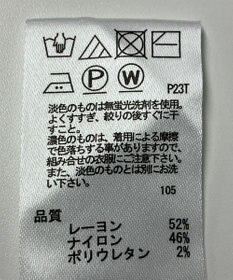 P23T
淡色のものは無蛍光洗剤を使用。
よくすすぎ、絞りの後すぐに干
すこと。
濃色のものは、着用による摩擦
で色落ちする事がありますので、
組み合せの衣服にご注意下さい。
また、淡色のものとは別にお洗
い下さい。
105
品質
レーヨン 52%
ナイロン 46%
ポリウレタン 2%